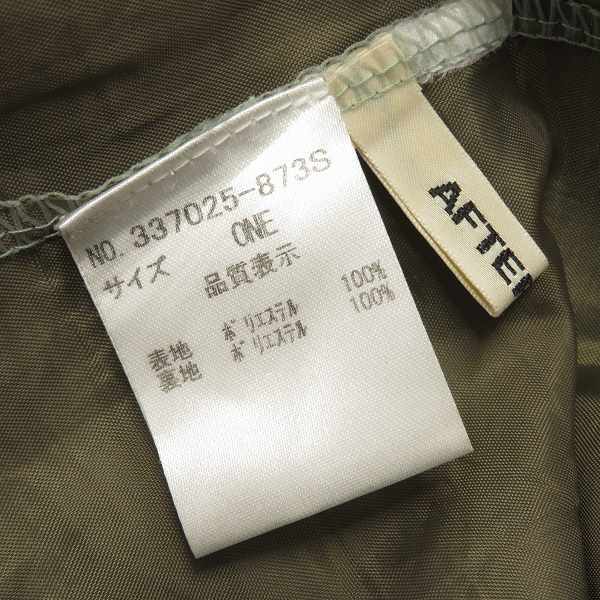 NO. 337025-873S
サイズ ONE
品質表示
表地 ポリエステル 100%
裏地 ポリエステル 100%
AFTE